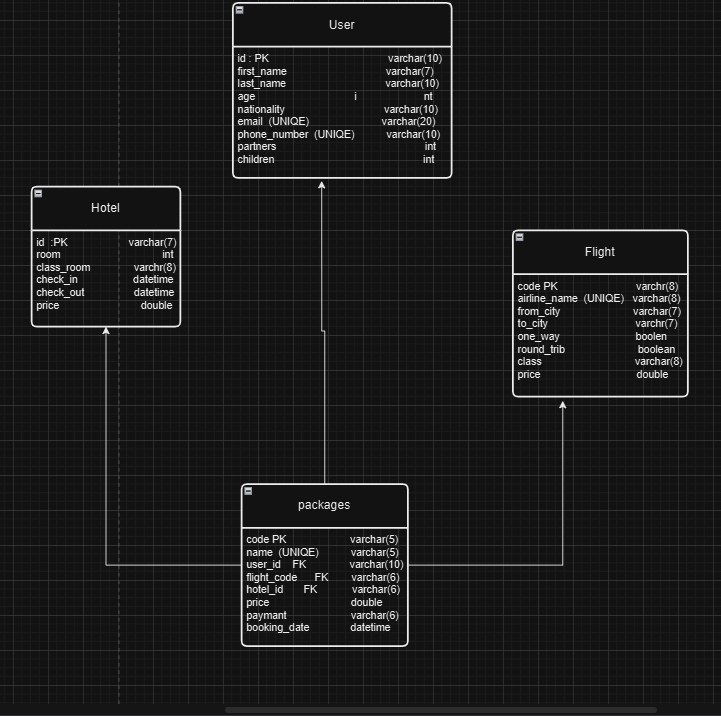 User
id : PK varchar(10)
first_name varchar(7)
last_name varchar(10)
age i nt
nationality varchar(10)
email (UNIQE) varchar(20)
phone_number (UNIQE) varchar(10)
partners int
children int
Hotel
id :PK varchar(7)
room int
class_room varchr(8)
check_in datetime
check_out datetime
price double
Flight
code PK varchr(8)
airline_name (UNIQE) varchar(8)
from_city varchar(7)
to_city varchr(7)
one_way boolen
round_trib boolean
class varchar(8)
price double
packages
code PK varchar(5)
name (UNIQE) varchar(5)
user_id FK varchar(10)
flight_code FK varchar(6)
hotel_id FK varchar(6)
price double
paymant varchar(6)
booking_date datetime